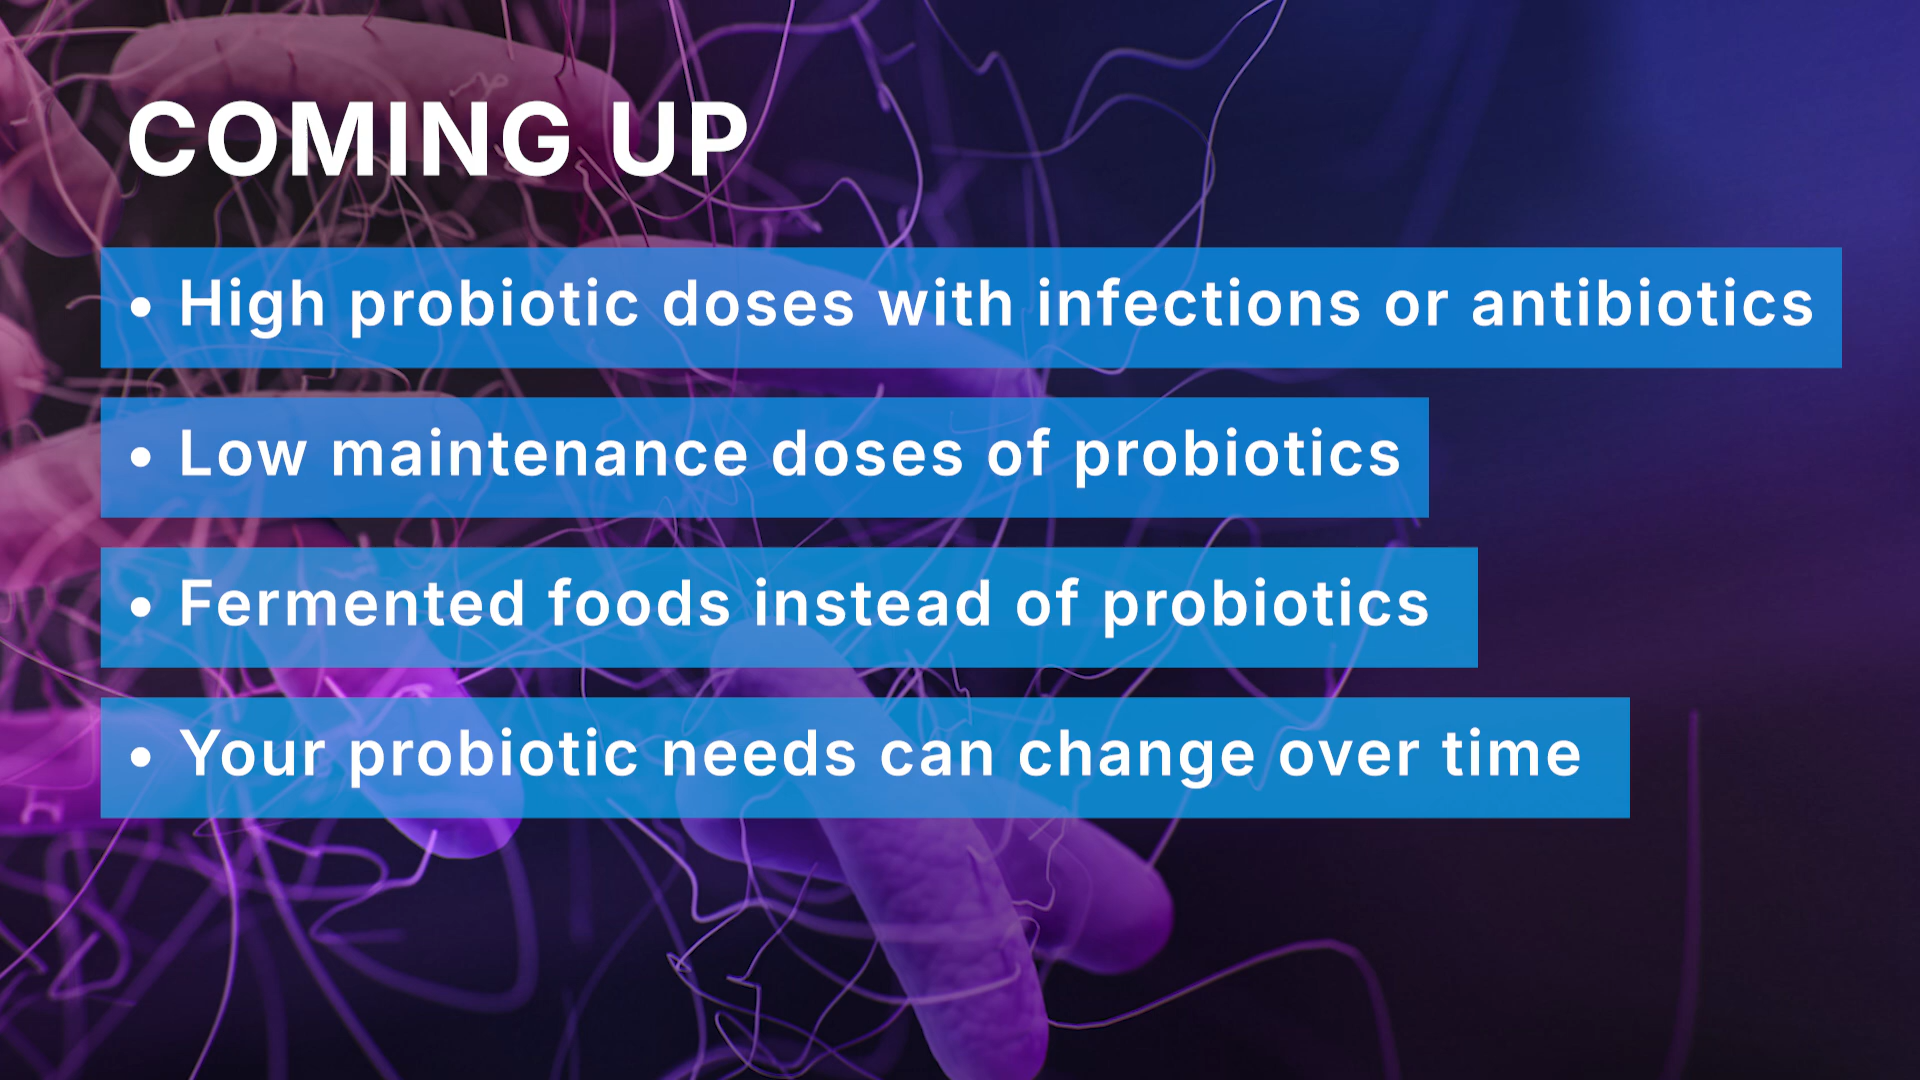 COMING UP
• High probiotic doses with infections or antibiotics
• Low maintenance doses of probiotics
• Fermented foods instead of probiotics
• Your probiotic needs can change over time